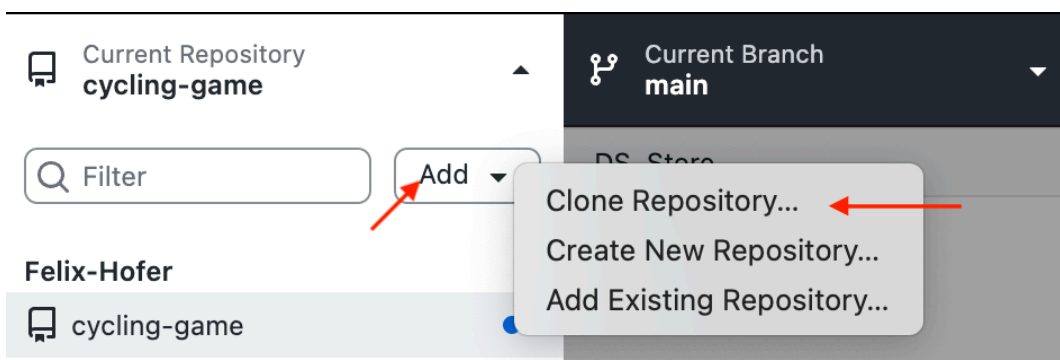 Current Repository
cycling-game
Current Branch
main
Filter
Add
DS_Store
Clone Repository...
Create New Repository...
Add Existing Repository...
Felix-Hofer
cycling-game